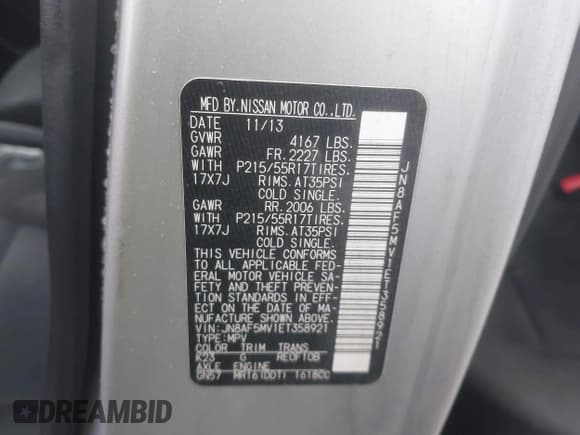 MFD BY.NISSAN MOTOR CO.,LTD.
DATE 11/13
GVWR 4167 LBS.
GAWR FR. 2227 LBS.
WITH P215/55R17TIRES.
17X7J RIMS.AT35PSI
COLD SINGLE.
GAWR RR. 2006 LBS.
WITH P215/55R17TIRES.
17X7J RIMS.AT35PSI
COLD SINGLE.
THIS VEHICLE CONFORMS
TO ALL APPLICABLE FED-
ERAL MOTOR VEHICLE SA-
FETY AND THEFT PREVEN-
TION STANDARDS IN EFF-
ECT ON THE DATE OF MA-
NUFACTURE SHOWN ABOVE.
VIN:JN8AF5MV1ET358921
TYPE:MPV
COLOR TRIM TRANS
K23 G RE0F10B
AXLE ENGINE
GN57 MR16DDTi 1618CC
JN8AF5MV1ET358921
DREAMBID